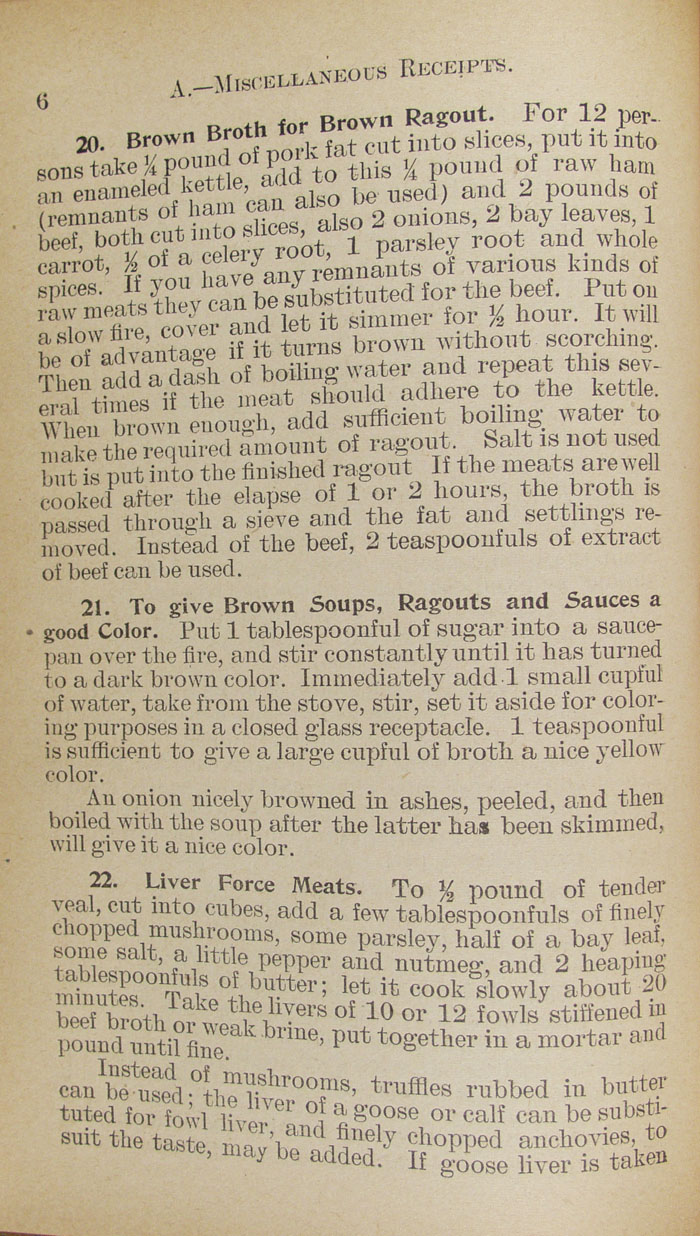 6
A.—Miscellaneous Receipts.
20. Brown Broth for Brown Ragout. For 12 per-
sons take ¼ pound of pork fat cut into slices, put it into
an enameled kettle, add to this ¼ pound of raw ham
(remnants of ham can also be used) and 2 pounds of
beef, both cut into slices, also 2 onions, 2 bay leaves, 1
carrot, ½ of a celery root, 1 parsley root and whole
spices. If you have any remnants of various kinds of
raw meats they can be substituted for the beef. Put on
a slow fire, cover and let it simmer for ½ hour. It will
be of advantage if it turns brown without scorching.
Then add a dash of boiling water and repeat this sev-
eral times if the meat should adhere to the kettle.
When brown enough, add sufficient boiling water to
make the required amount of ragout. Salt is not used
but is put into the finished ragout If the meats are well
cooked after the elapse of 1 or 2 hours, the broth is
passed through a sieve and the fat and settlings re-
moved. Instead of the beef, 2 teaspoonfuls of extract
of beef can be used.
21. To give Brown Soups, Ragouts and Sauces a
good Color. Put 1 tablespoonful of sugar into a sauce-
pan over the fire, and stir constantly until it has turned
to a dark brown color. Immediately add 1 small cupful
of water, take from the stove, stir, set it aside for color-
ing purposes in a closed glass receptacle. 1 teaspoonful
is sufficient to give a large cupful of broth a nice yellow
color.
An onion nicely browned in ashes, peeled, and then
boiled with the soup after the latter has been skimmed,
will give it a nice color.
22. Liver Force Meats. To ½ pound of tender
veal, cut into cubes, add a few tablespoonfuls of finely
chopped mushrooms, some parsley, half of a bay leaf,
some salt, a little pepper and nutmeg, and 2 heaping
tablespoonfuls of butter; let it cook slowly about 20
minutes. Take the livers of 10 or 12 fowls stiffened in
beef broth or weak brine, put together in a mortar and
pound until fine.
Instead of mushrooms, truffles rubbed in butter
can be used; the liver of a goose or calf can be substi-
tuted for fowl liver, and finely chopped anchovies, to
suit the taste, may be added. If goose liver is taken